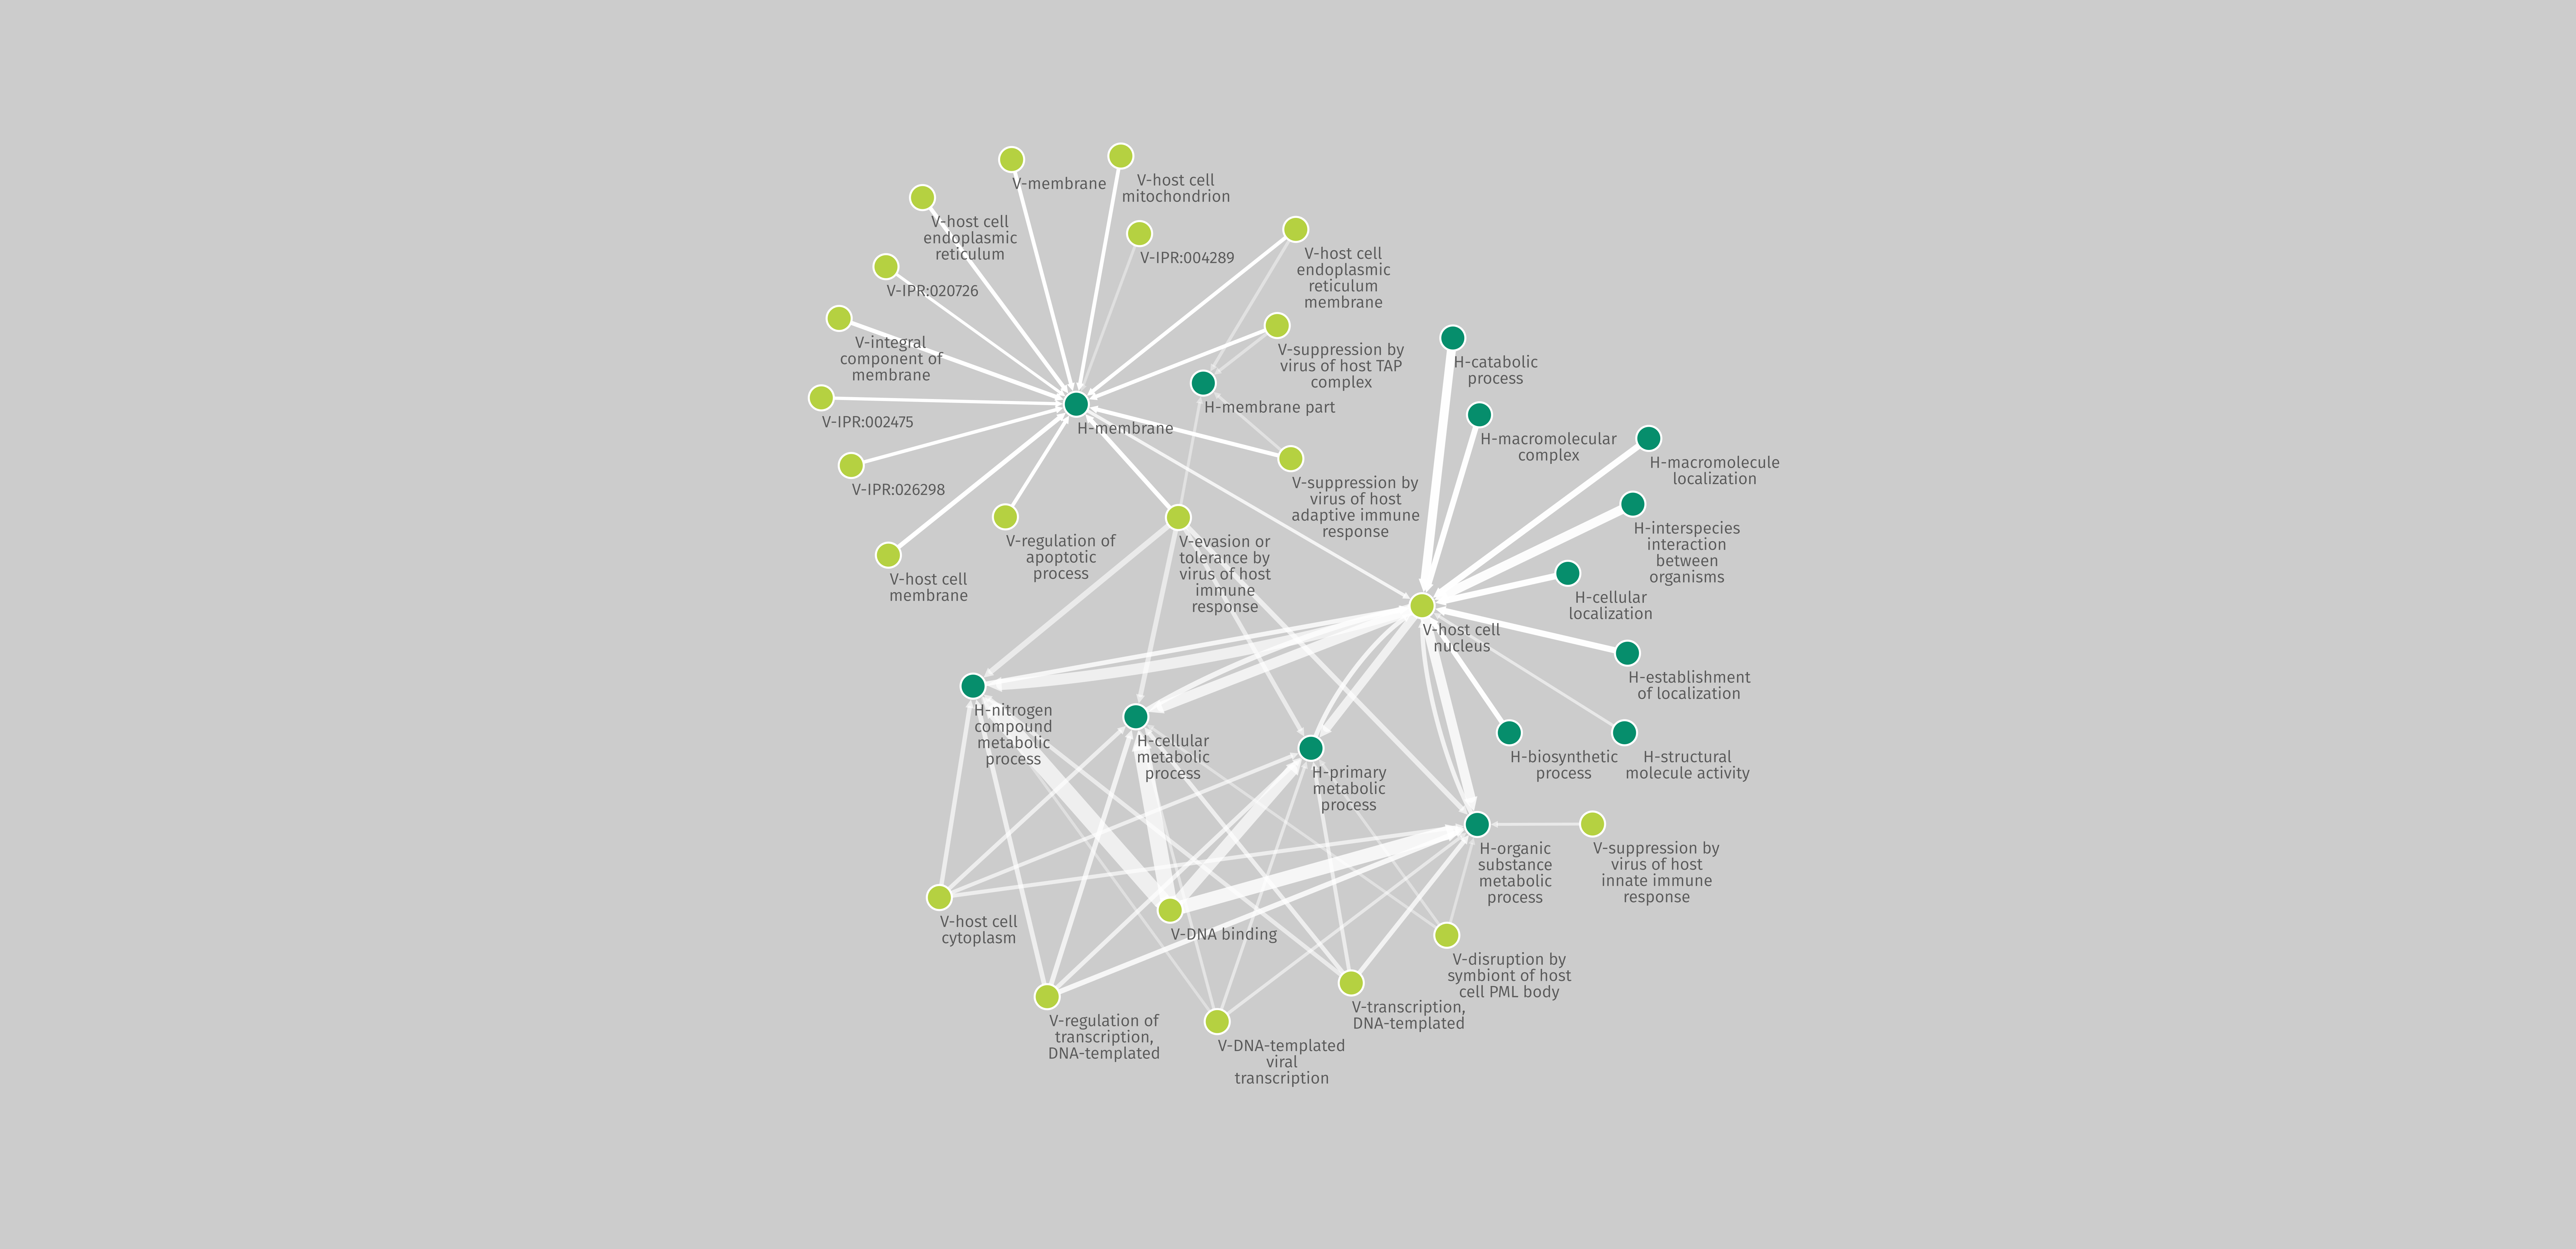 V-membrane
V-host cell
mitochondrion
V-host cell
endoplasmic
reticulum
V-IPR:004289
V-host cell
endoplasmic
reticulum
membrane
V-IPR:020726
V-integral
component of
membrane
V-suppression by
virus of host TAP
complex
H-catabolic
process
H-membrane part
V-IPR:002475
H-membrane
H-macromolecular
complex
H-macromolecule
localization
V-IPR:026298
V-suppression by
virus of host
adaptive immune
response
H-interspecies
interaction
between
organisms
V-regulation of
apoptotic
process
V-evasion or
tolerance by
virus of host
immune
response
V-host cell
membrane
H-cellular
localization
V-host cell
nucleus
H-establishment
of localization
H-nitrogen
compound
metabolic
process
H-cellular
metabolic
process
H-primary
metabolic
process
H-biosynthetic
process
H-structural
molecule activity
H-organic
substance
metabolic
process
V-suppression by
virus of host
innate immune
response
V-host cell
cytoplasm
V-DNA binding
V-disruption by
symbiont of host
cell PML body
V-transcription,
DNA-templated
V-regulation of
transcription,
DNA-templated
V-DNA-templated
viral
transcription